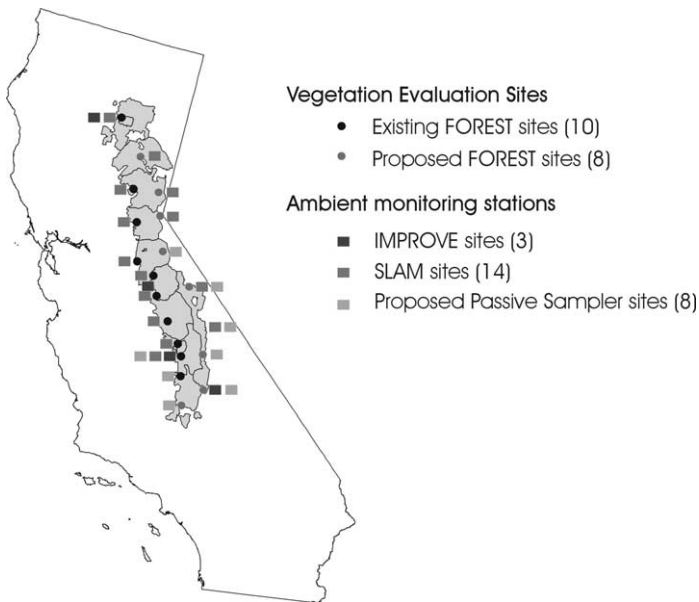 Vegetation Evaluation Sites
Existing FOREST sites (10)
Proposed FOREST sites (8)
Ambient monitoring stations
IMPROVE sites (3)
SLAM sites (14)
Proposed Passive Sampler sites (8)